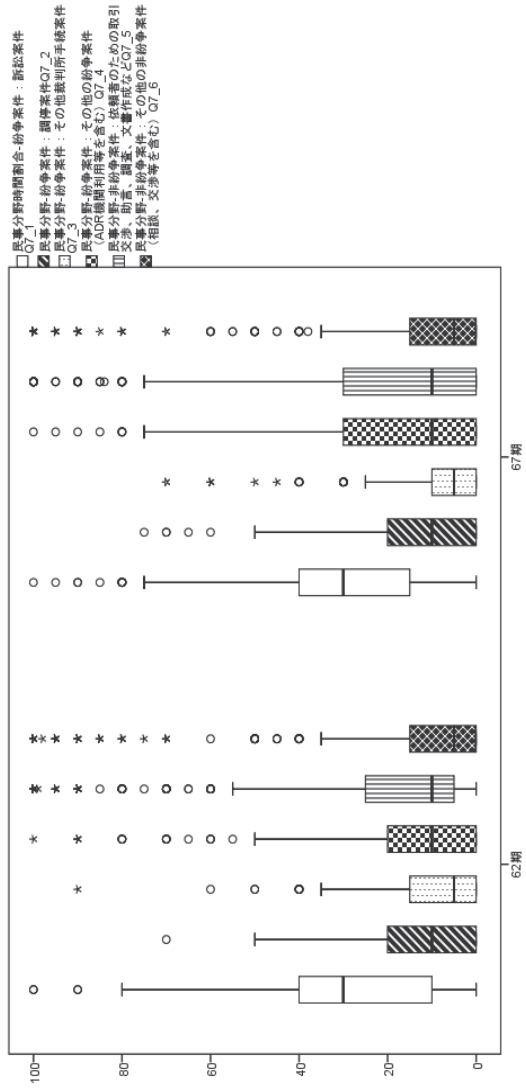 民事分野時間割合-紛争案件：訴訟案件
Q7_1
民事分野-紛争案件：調停案件Q7_2
民事分野-紛争案件：その他裁判所手続案件
Q7_3
民事分野-紛争案件：その他の紛争案件
（ADR機関利用等を含む）Q7_4
民事分野-非紛争案件：依頼者のための取引
交渉、助言、調査、文書作成などQ7_5
民事分野-非紛争案件：その他の非紛争案件
（相談、交渉等を含む）Q7_6
100
80
60
40
20
0
62期
67期